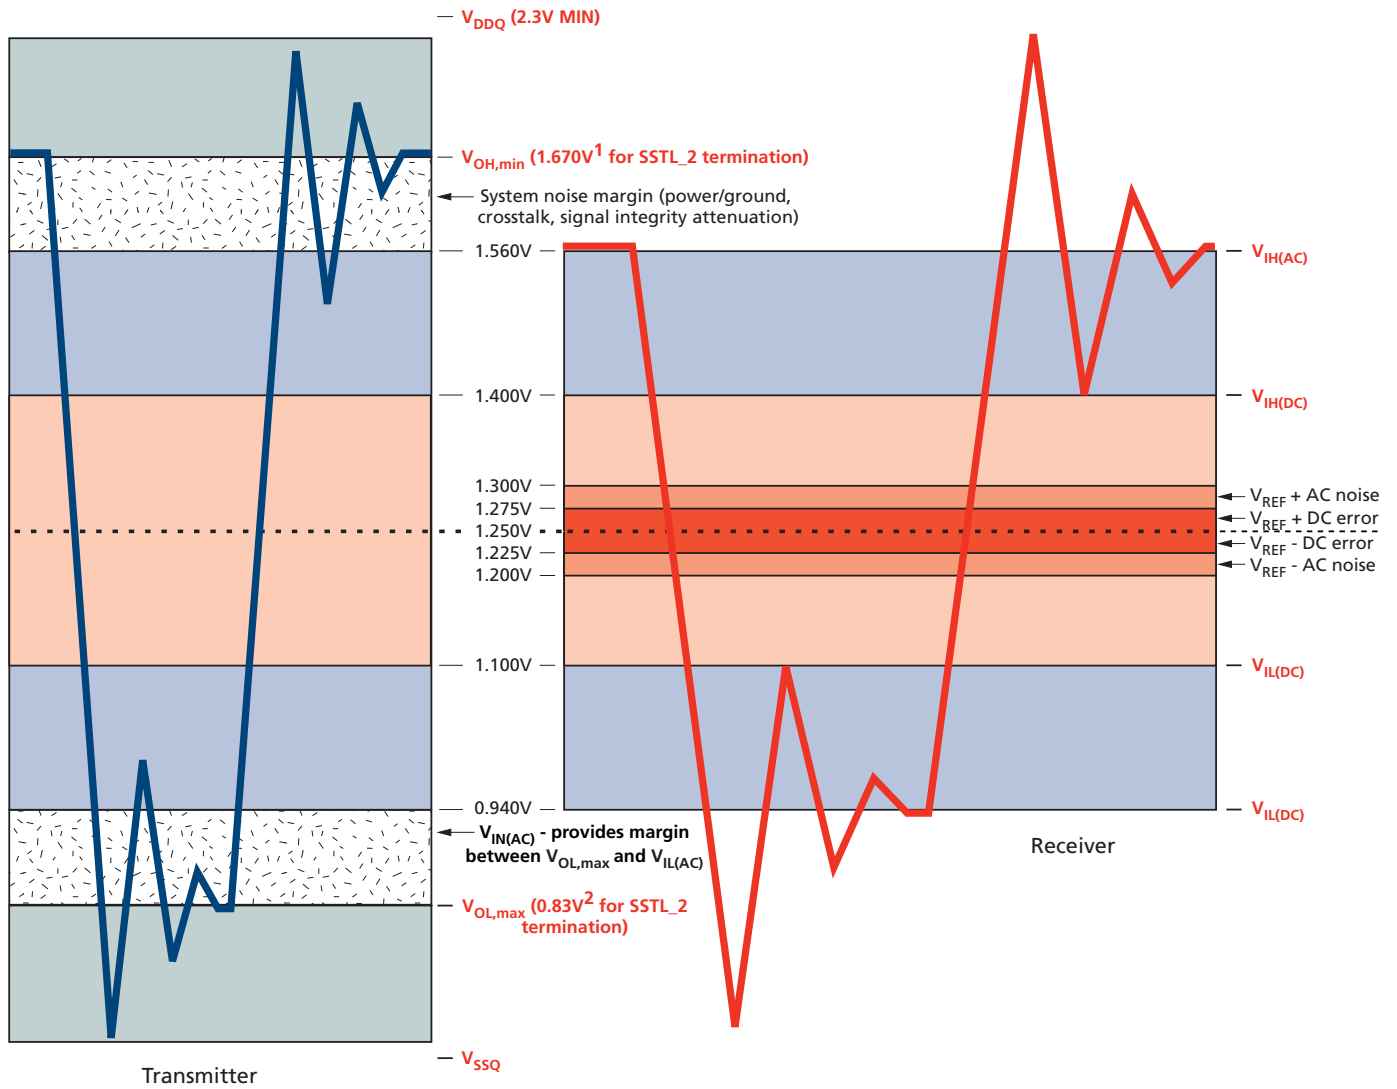 V_DDQ (2.3V MIN)
V_OH,min (1.670V^1 for SSTL_2 termination)
System noise margin (power/ground,
crosstalk, signal integrity attenuation)
1.560V
V_IH(AC)
1.400V
V_IH(DC)
1.300V
V_REF + AC noise
1.275V
V_REF + DC error
1.250V
1.225V
V_REF - DC error
1.200V
V_REF - AC noise
1.100V
V_IL(DC)
0.940V
V_IL(DC)
V_IN(AC) - provides margin
between V_OL,max and V_IL(AC)
Receiver
V_OL,max (0.83V^2 for SSTL_2
termination)
V_SSQ
Transmitter